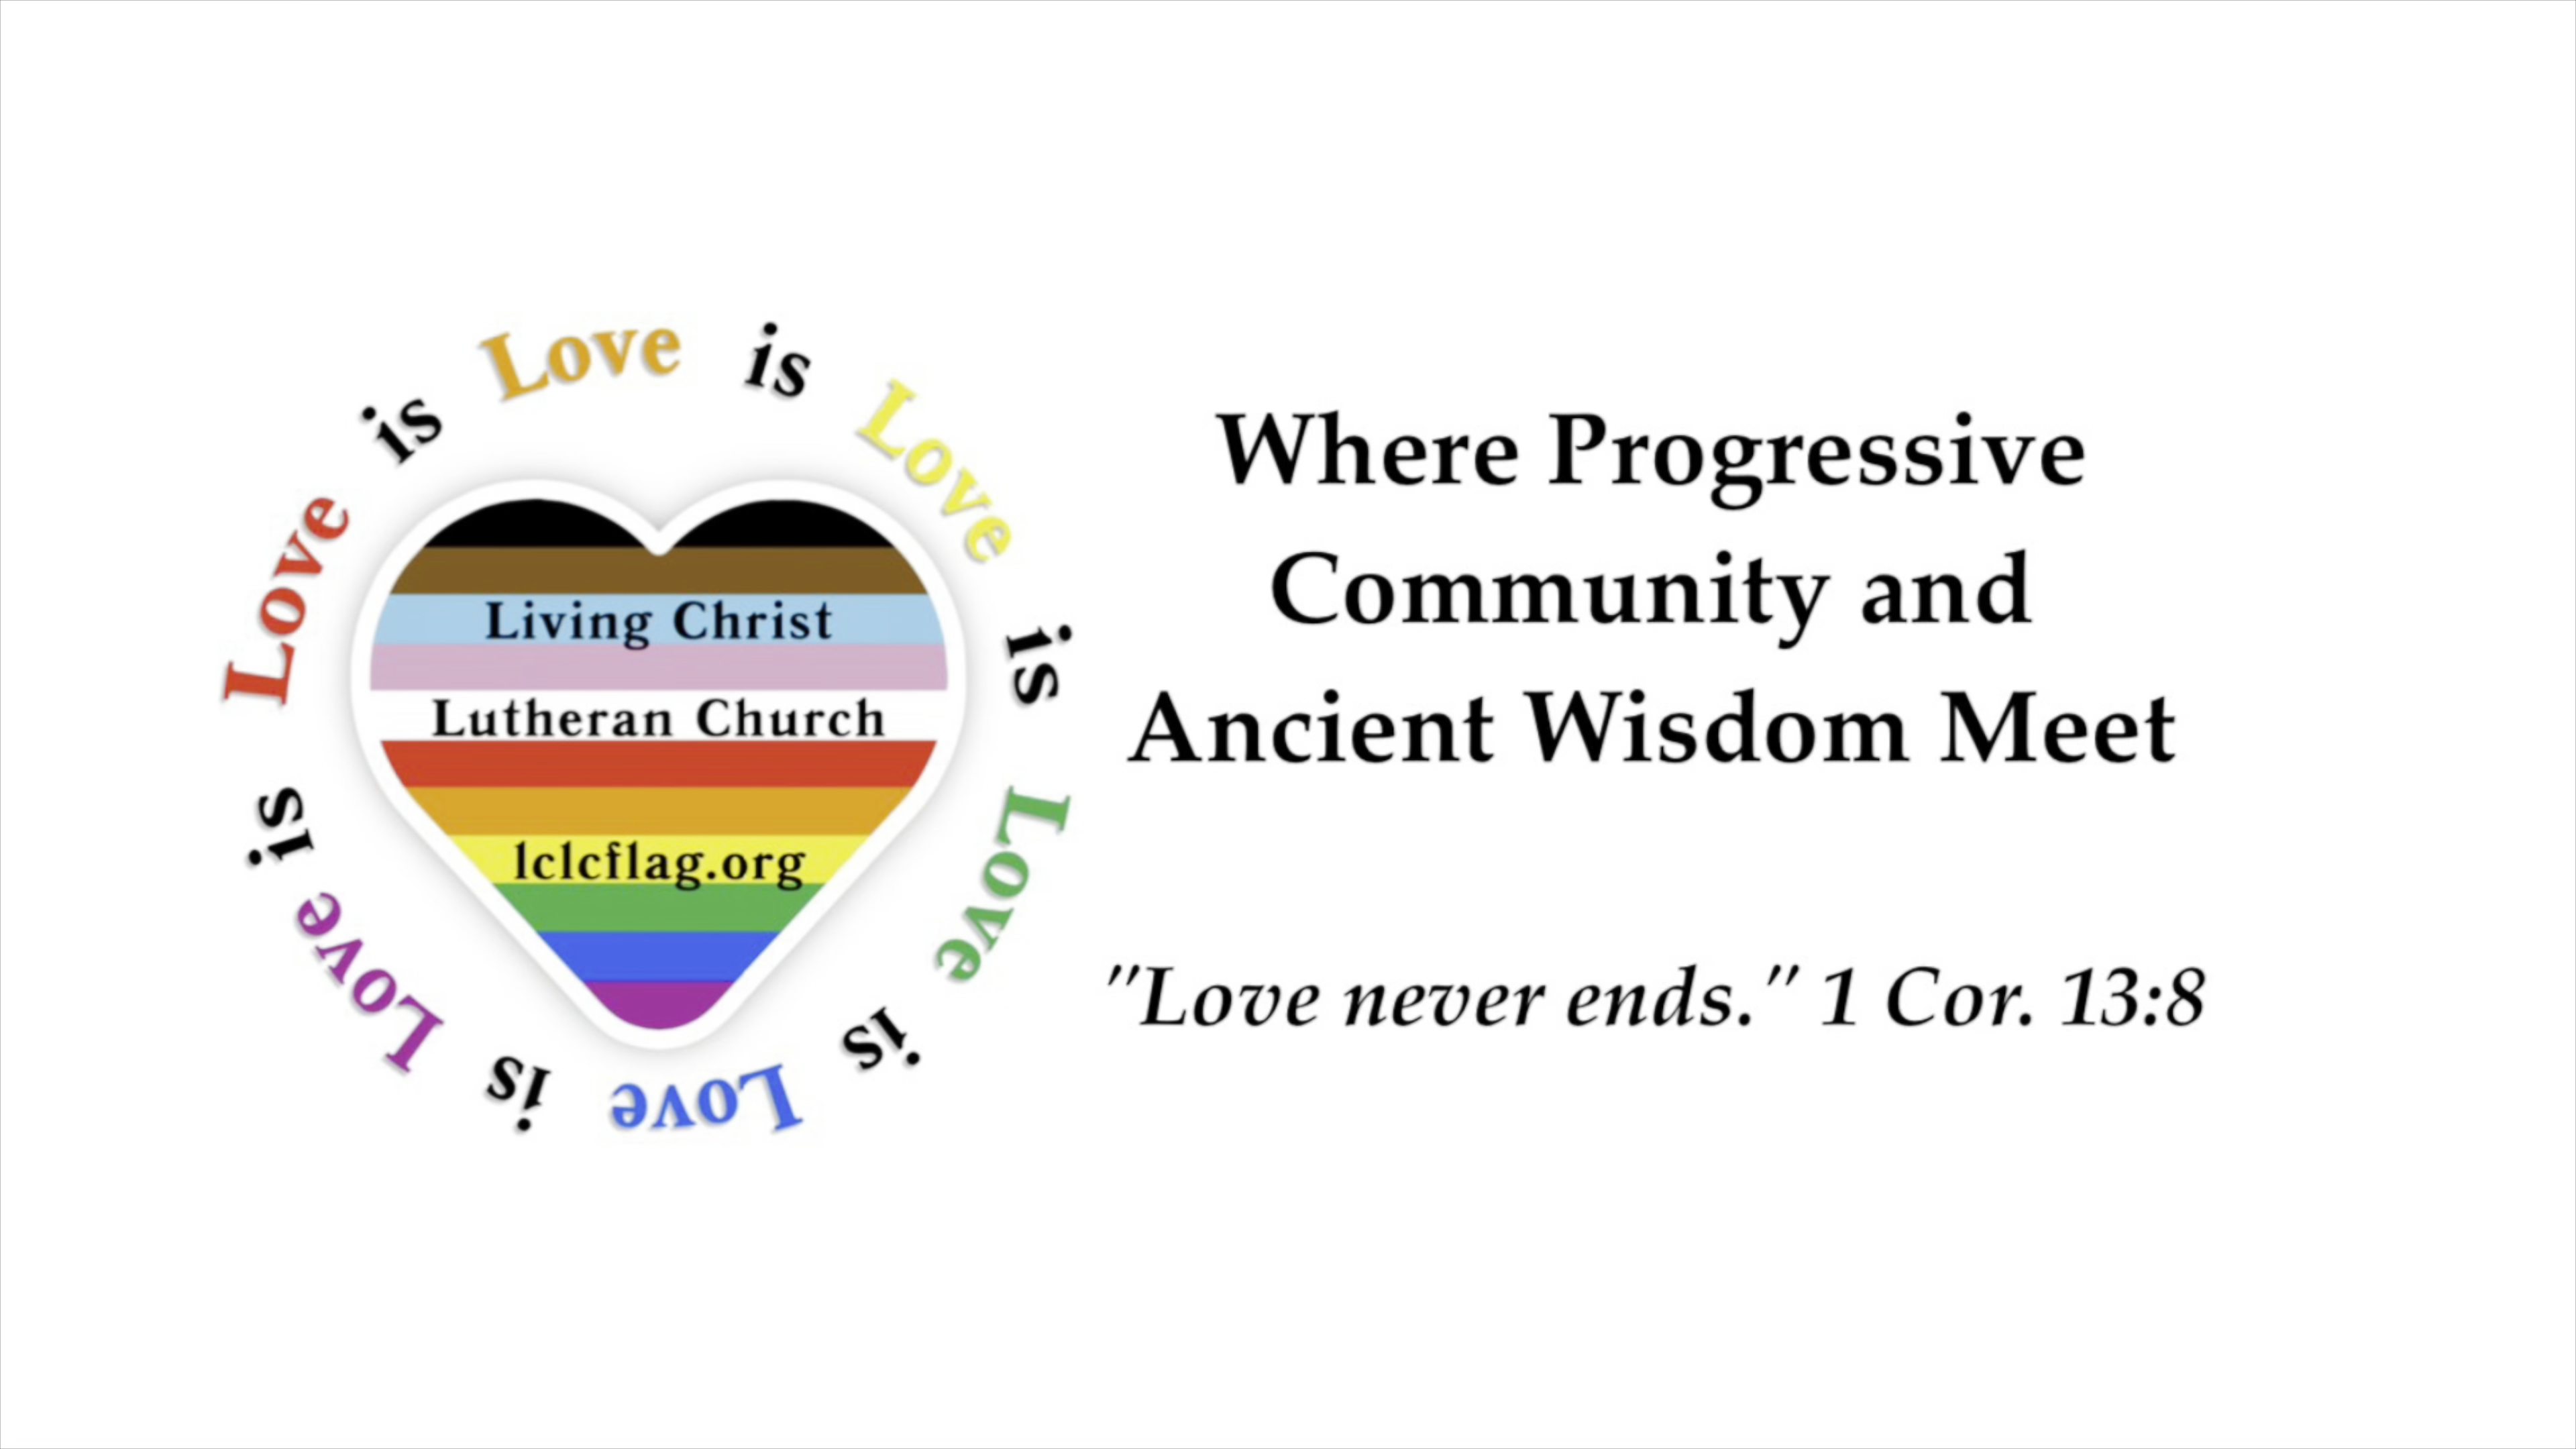 Love is Love is Love is Love is Love is Love is
Living Christ
Lutheran Church
lclcflag.org
Where Progressive
Community and
Ancient Wisdom Meet
"Love never ends." 1 Cor. 13:8